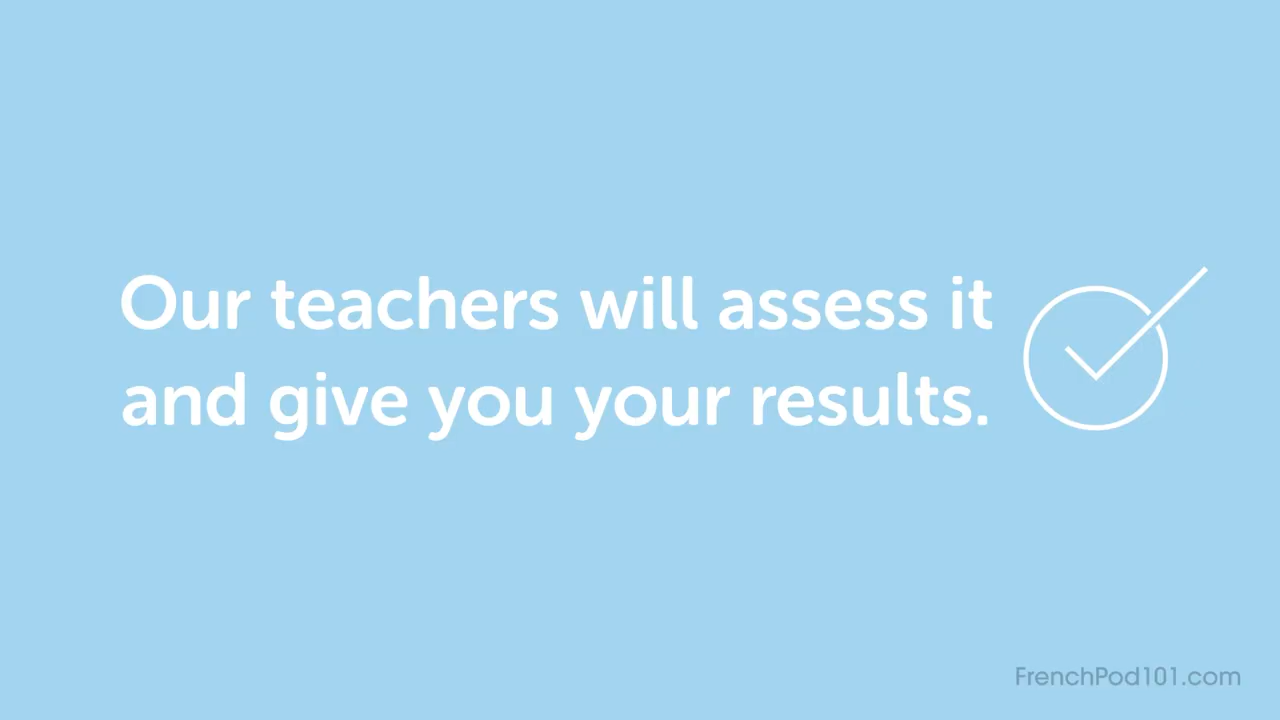 Our teachers will assess it
and give you your results.
FrenchPod101.com